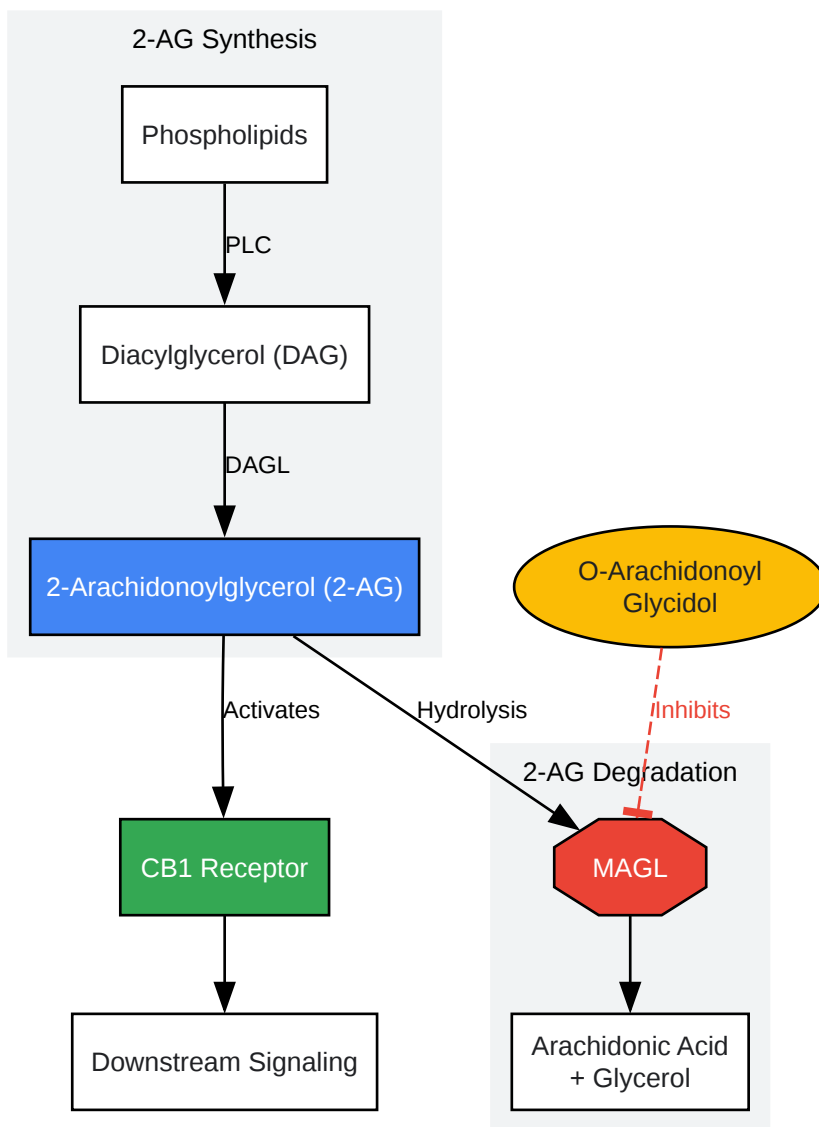 2-AG Synthesis
Phospholipids
PLC
Diacylglycerol (DAG)
DAGL
2-Arachidonoylglycerol (2-AG)
O-Arachidonoyl
Glycidol
Activates
Hydrolysis
Inhibits
2-AG Degradation
CB1 Receptor
MAGL
Downstream Signaling
Arachidonic Acid
+ Glycerol